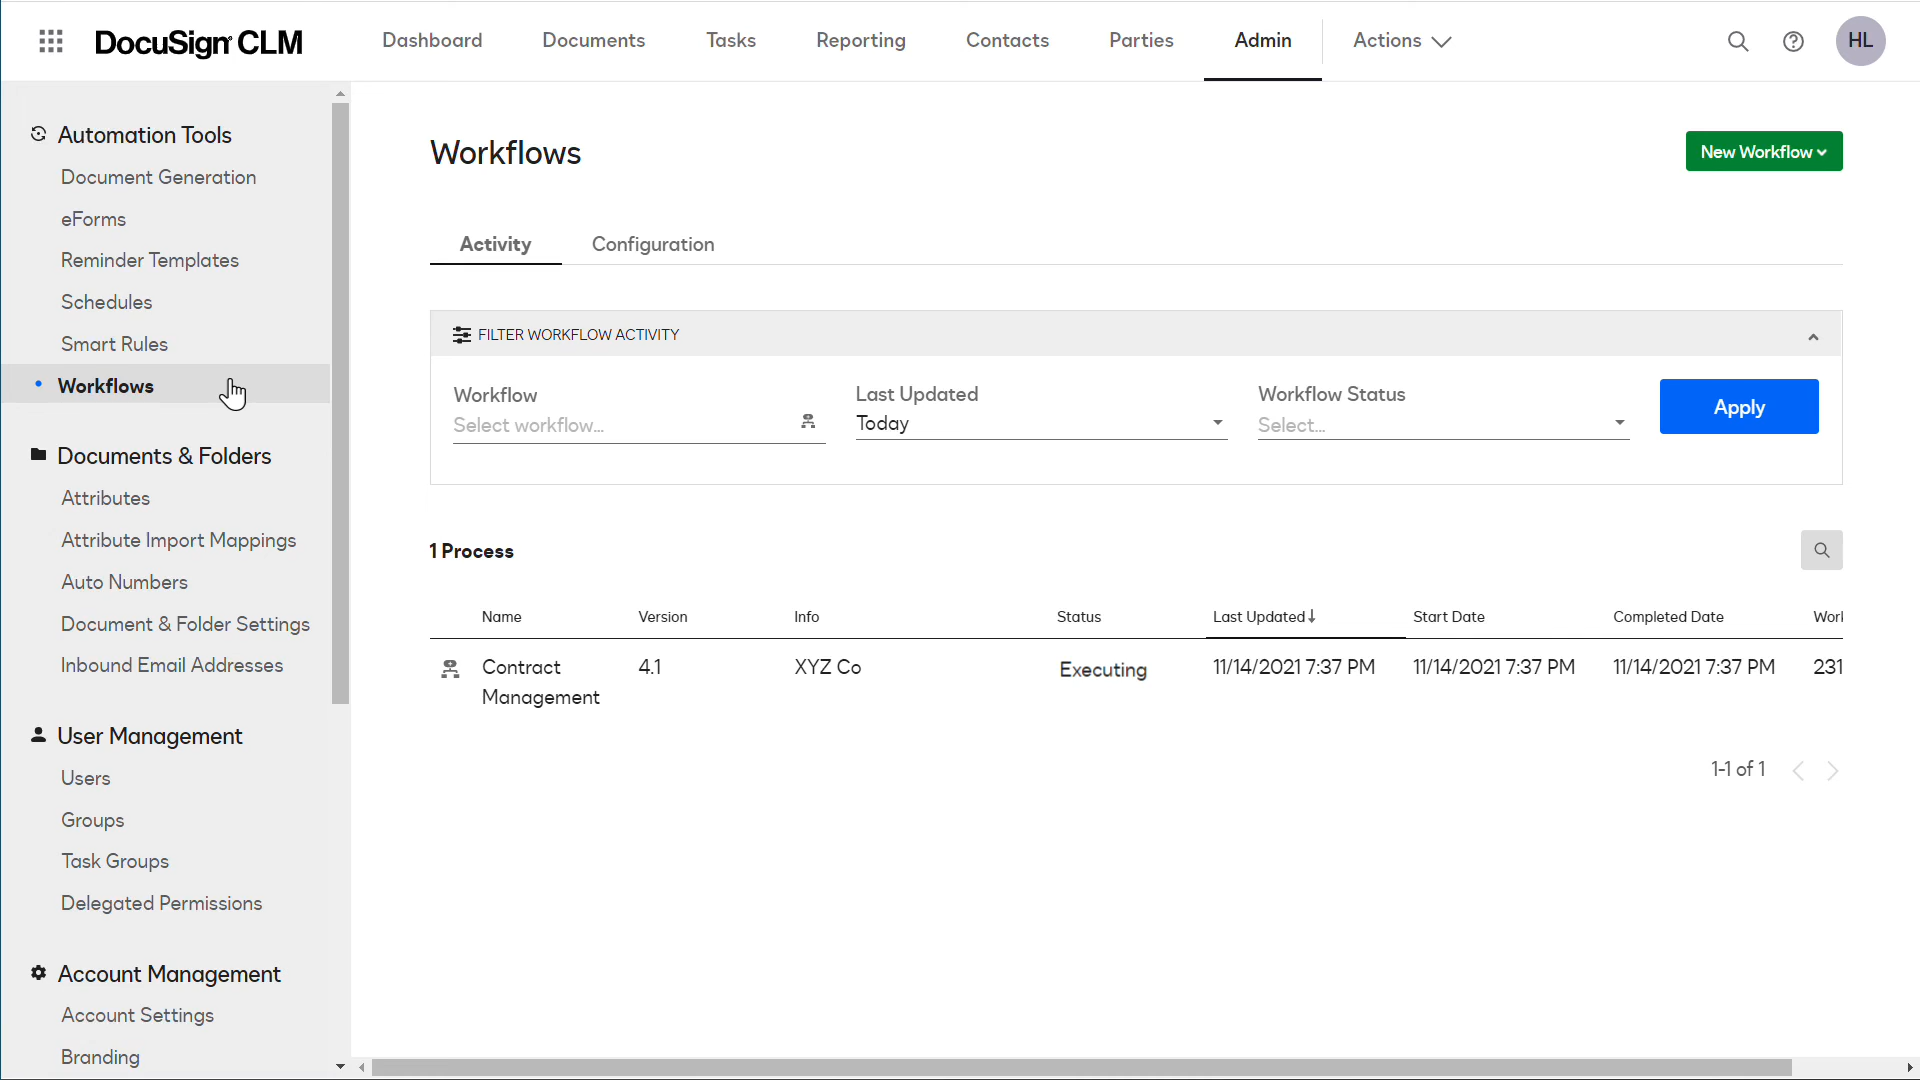 DocuSign CLM
Dashboard
Documents
Tasks
Reporting
Contacts
Parties
Admin
Actions
HL
Automation Tools
Document Generation
eForms
Reminder Templates
Schedules
Smart Rules
Workflows
Documents & Folders
Attributes
Attribute Import Mappings
Auto Numbers
Document & Folder Settings
Inbound Email Addresses
User Management
Users
Groups
Task Groups
Delegated Permissions
Account Management
Account Settings
Branding
Workflows
New Workflow
Activity
Configuration
FILTER WORKFLOW ACTIVITY
Workflow
Select workflow...
Last Updated
Today
Workflow Status
Select...
Apply
1 Process
Name
Version
Info
Status
Last Updated
Start Date
Completed Date
Work
Contract
Management
4.1
XYZ Co
Executing
11/14/2021 7:37 PM
11/14/2021 7:37 PM
11/14/2021 7:37 PM
231
1-1 of 1